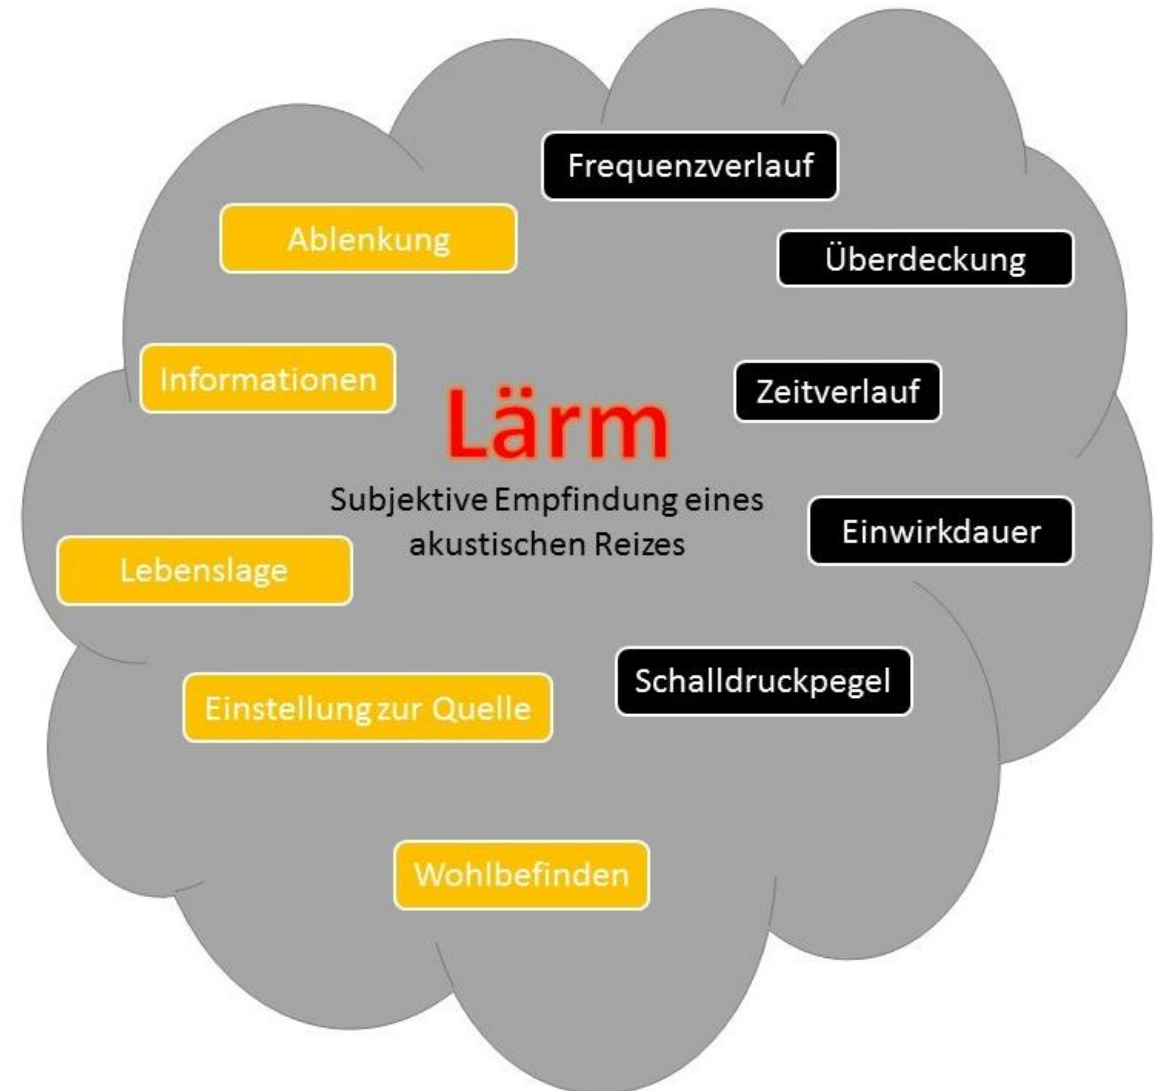 Frequenzverlauf
Ablenkung
Überdeckung
Informationen
Zeitverlauf
Lärm
Subjektive Empfindung eines
akustischen Reizes
Einwirkdauer
Lebenslage
Schalldruckpegel
Einstellung zur Quelle
Wohlbefinden